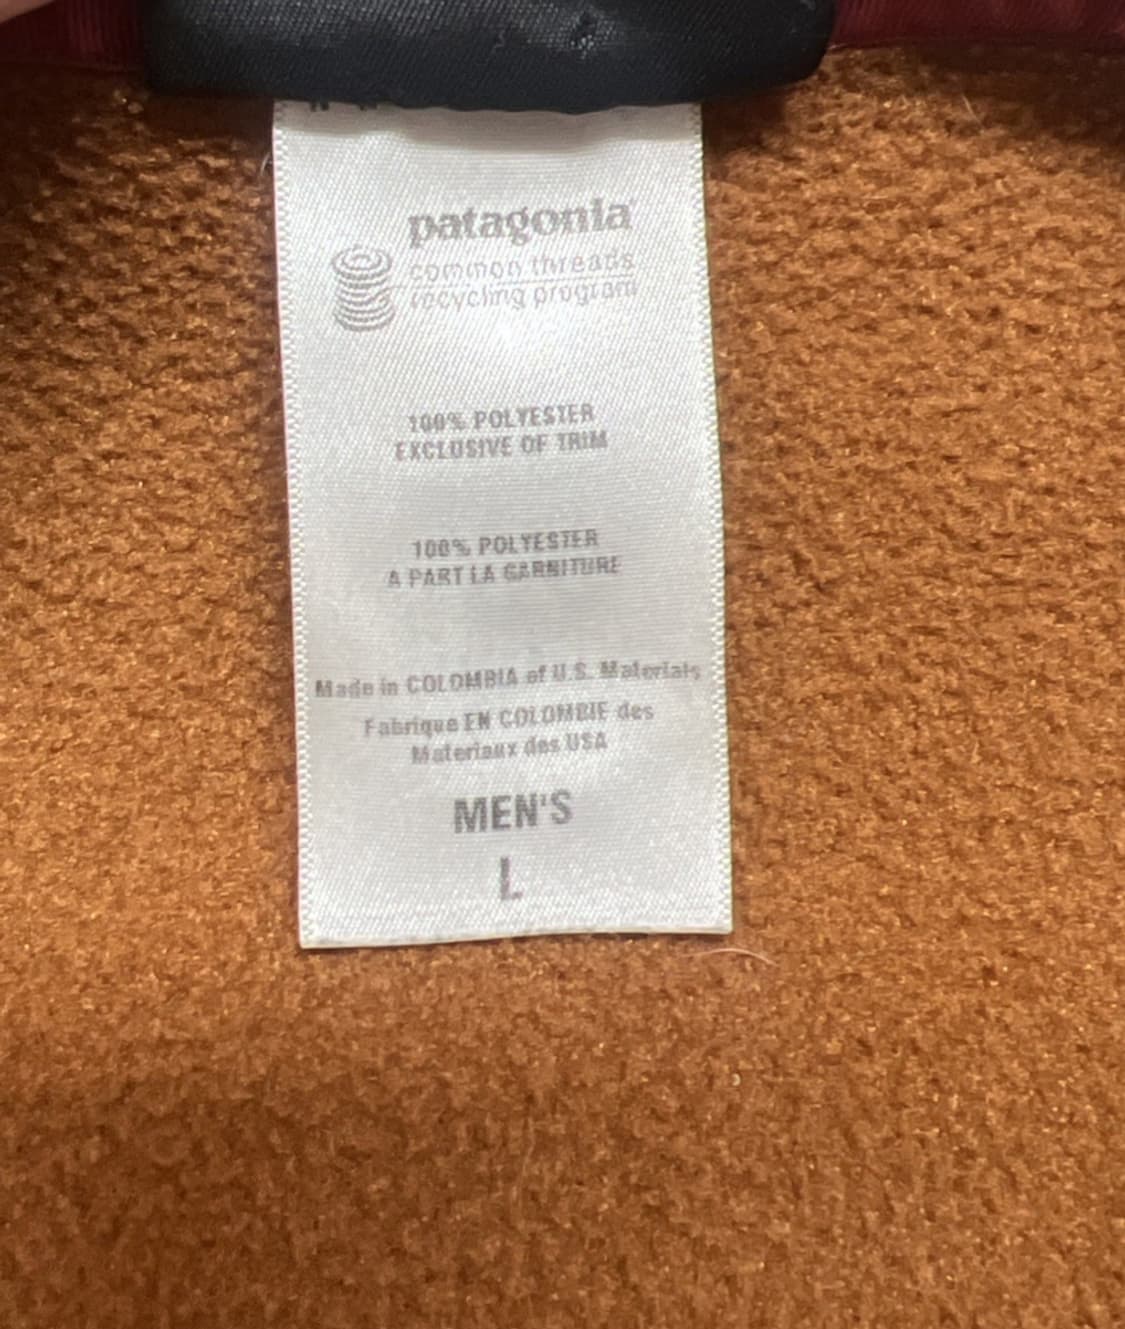 patagonia
common threads
recycling program
100% POLYESTER
EXCLUSIVE OF TRIM
100% POLYESTER
A PART LA GARNITURE
Made in COLOMBIA of U.S. Materials
Fabrique EN COLOMBIE des
Materiaux des USA
MEN'S
L